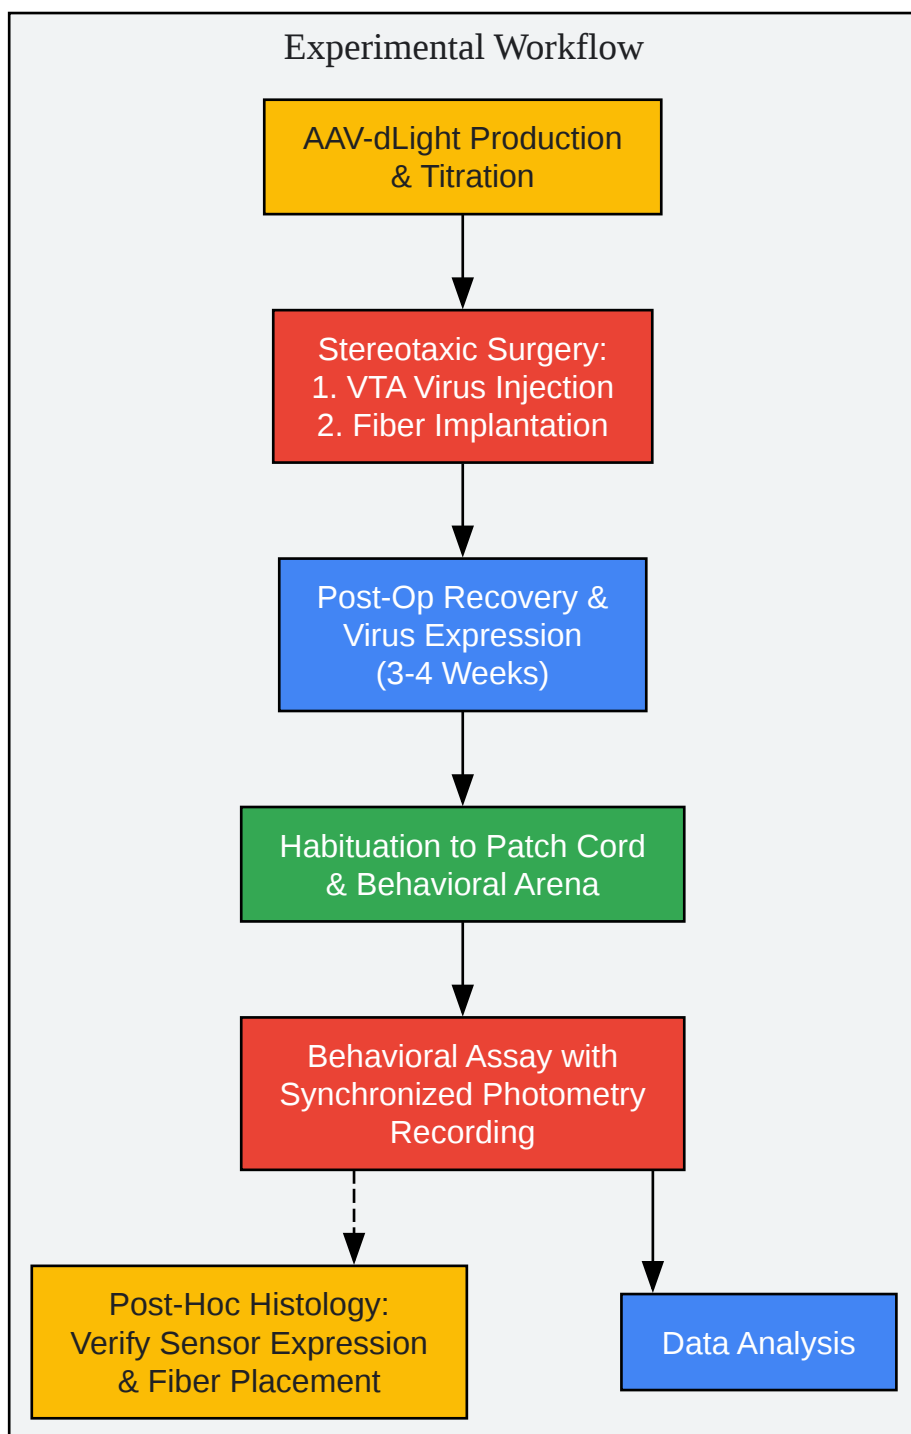 Experimental Workflow
AAV-dLight Production
& Titration
Stereotaxic Surgery:
1. VTA Virus Injection
2. Fiber Implantation
Post-Op Recovery &
Virus Expression
(3-4 Weeks)
Habituation to Patch Cord
& Behavioral Arena
Behavioral Assay with
Synchronized Photometry
Recording
Post-Hoc Histology:
Verify Sensor Expression
& Fiber Placement
Data Analysis